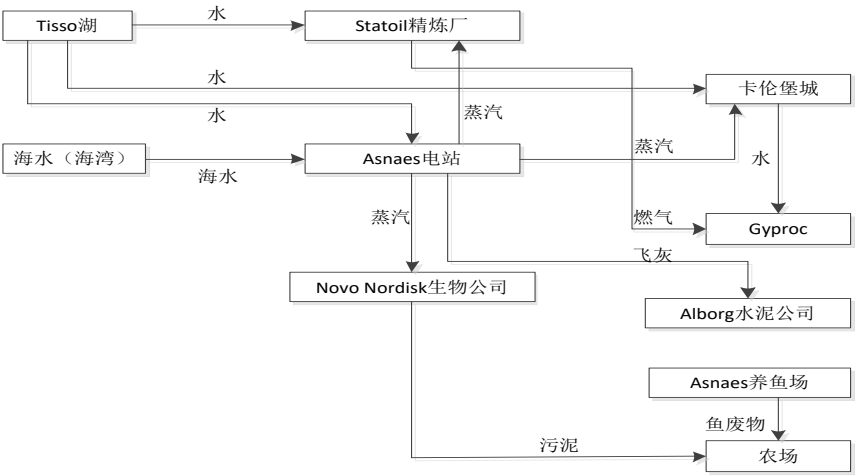 Tisso湖
水
Statoil精炼厂
水
卡伦堡城
水
蒸汽
海水（海湾）
海水
Asnaes电站
蒸汽
水
蒸汽
燃气
Gyproc
飞灰
Novo Nordisk生物公司
Alborg水泥公司
Asnaes养鱼场
鱼废物
污泥
农场